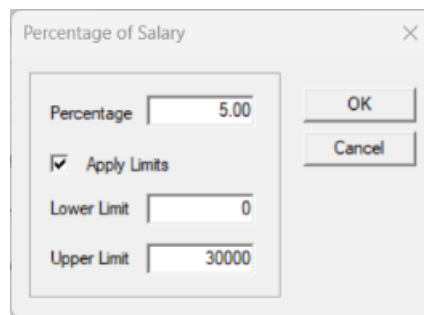 Percentage of Salary
Percentage 5.00
OK
Apply Limits
Cancel
Lower Limit 0
Upper Limit 30000